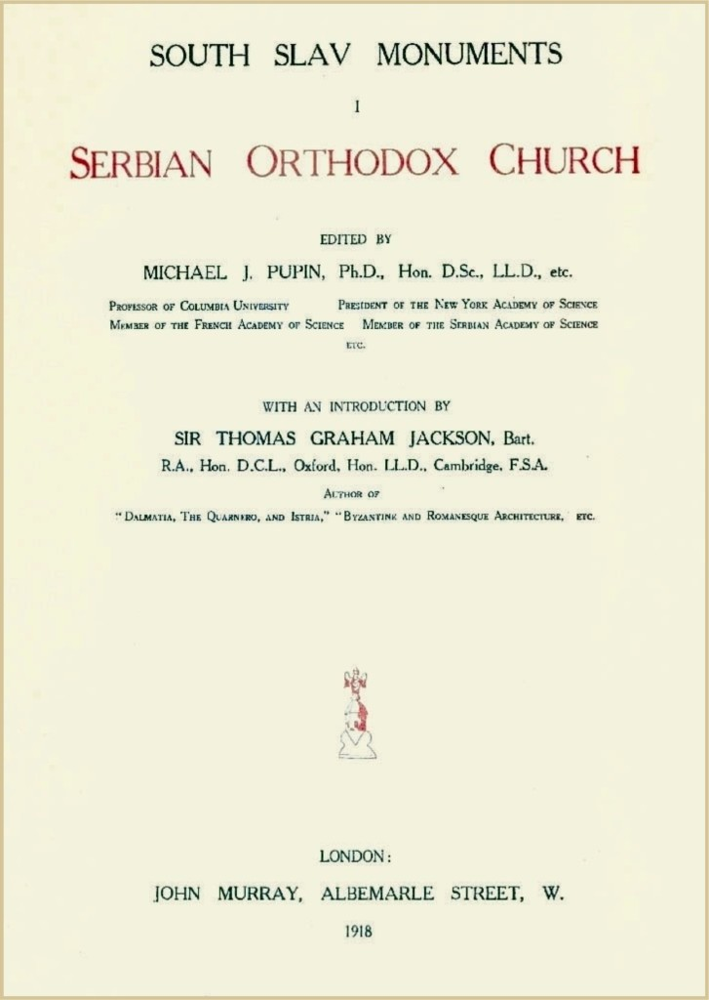 SOUTH SLAV MONUMENTS
I
SERBIAN ORTHODOX CHURCH
EDITED BY
MICHAEL J. PUPIN, Ph.D., Hon. D.Sc., LL.D., etc.
PROFESSOR OF COLUMBIA UNIVERSITY PRESIDENT OF THE NEW YORK ACADEMY OF SCIENCE
MEMBER OF THE FRENCH ACADEMY OF SCIENCE MEMBER OF THE SERBIAN ACADEMY OF SCIENCE
ETC.
WITH AN INTRODUCTION BY
SIR THOMAS GRAHAM JACKSON, Bart.
R.A., Hon. D.C.L., Oxford, Hon. LL.D., Cambridge, F.S.A.
AUTHOR OF
"DALMATIA, THE QUARNERO, AND ISTRIA," "BYZANTINE AND ROMANESQUE ARCHITECTURE, ETC.
LONDON:
JOHN MURRAY, ALBEMARLE STREET, W.
1918